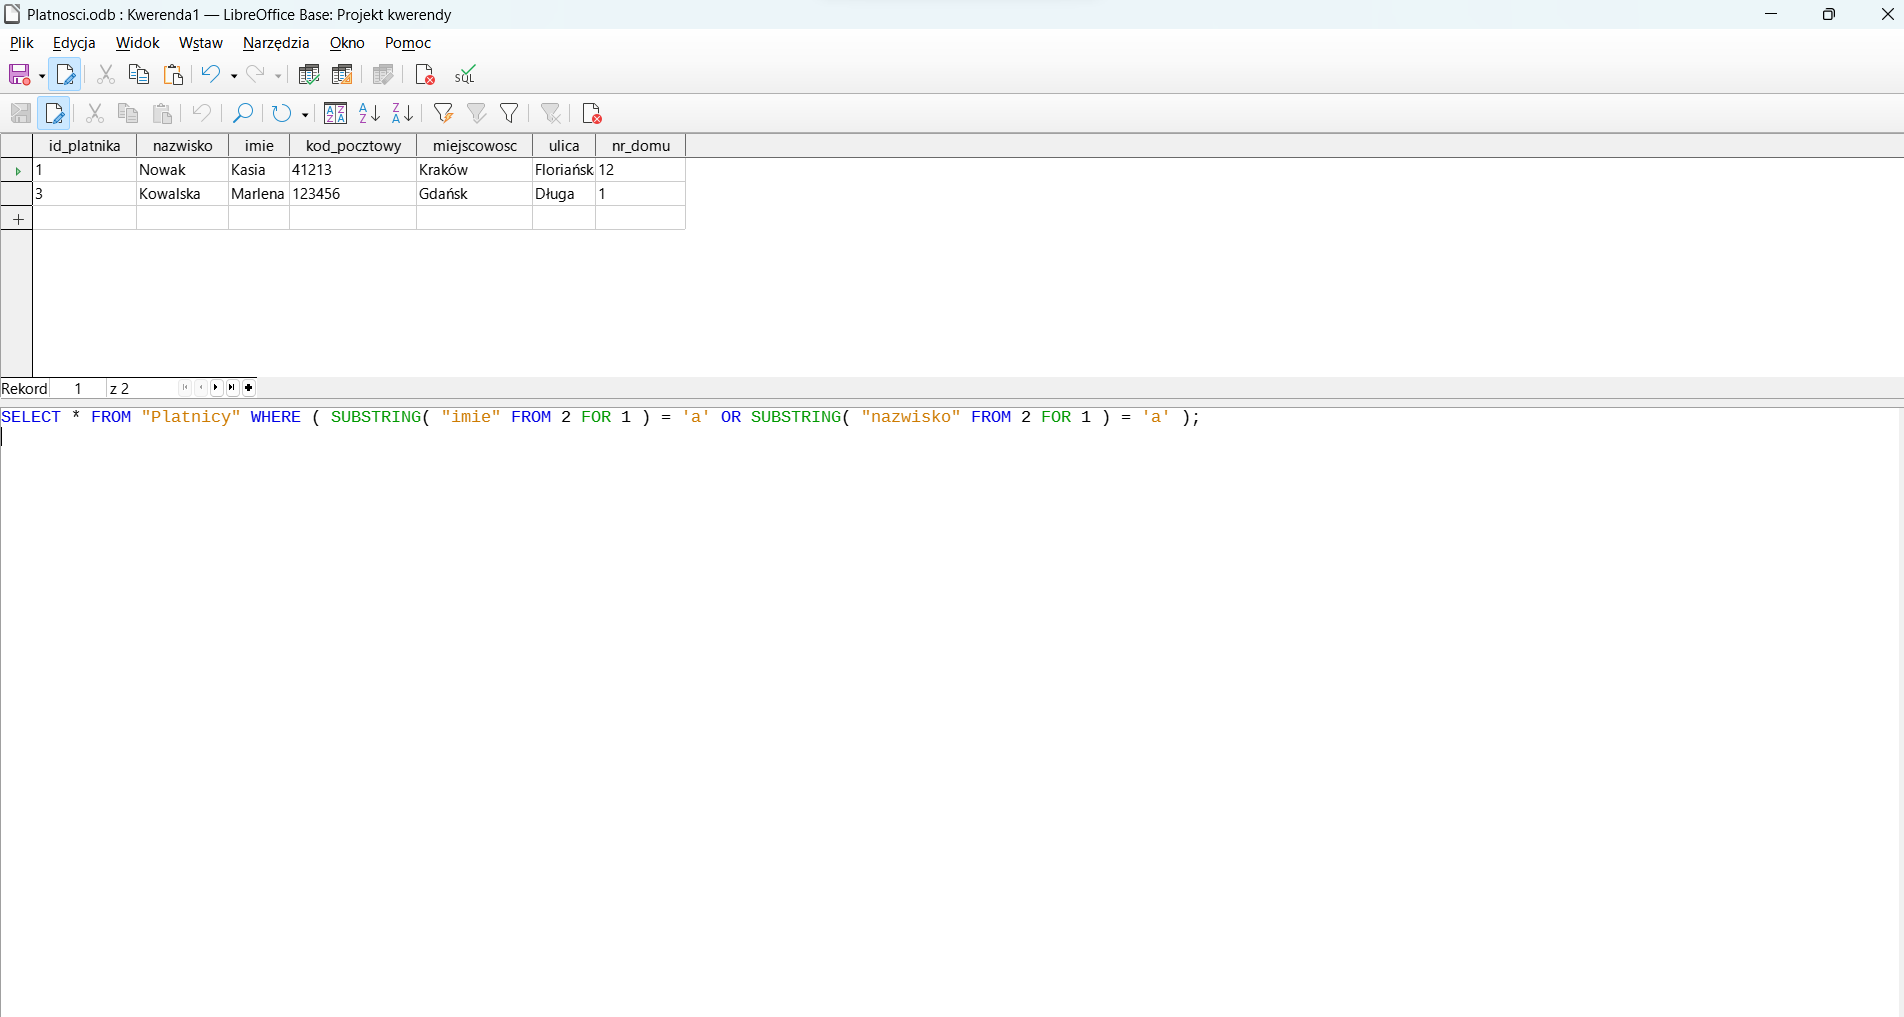 Platnosci.odb : Kwerenda1 — LibreOffice Base: Projekt kwerendy
Plik Edycja Widok Wstaw Narzędzia Okno Pomoc
SQL
id_platnika nazwisko imie kod_pocztowy miejscowosc ulica nr_domu
1 Nowak Kasia 41213 Kraków Floriańsk 12
3 Kowalska Marlena 123456 Gdańsk Długa 1
Rekord 1 z 2
SELECT * FROM "Platnicy" WHERE ( SUBSTRING( "imie" FROM 2 FOR 1 ) = 'a' OR SUBSTRING( "nazwisko" FROM 2 FOR 1 ) = 'a' );